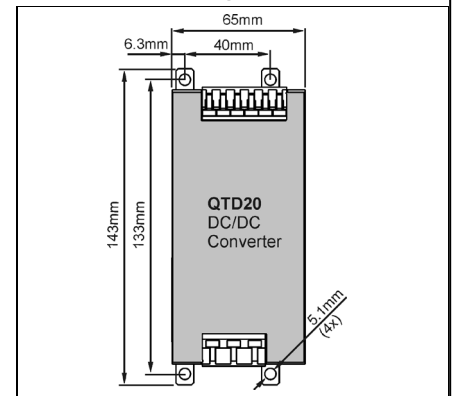 65mm
6.3mm
40mm
143mm
133mm
QTD20
DC/DC
Converter
5.1mm
(4x)